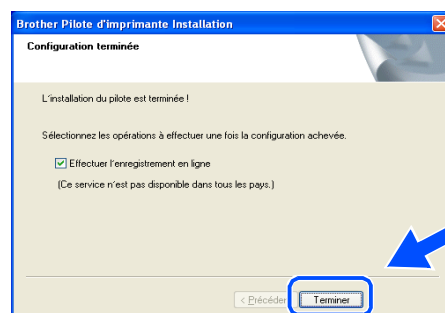 Brother Pilote d'imprimante Installation
Configuration terminée
L'installation du pilote est terminée !
Sélectionnez les opérations à effectuer une fois la configuration achevée.
Effectuer l'enregistrement en ligne
(Ce service n'est pas disponible dans tous les pays.)
< Précéder Terminer